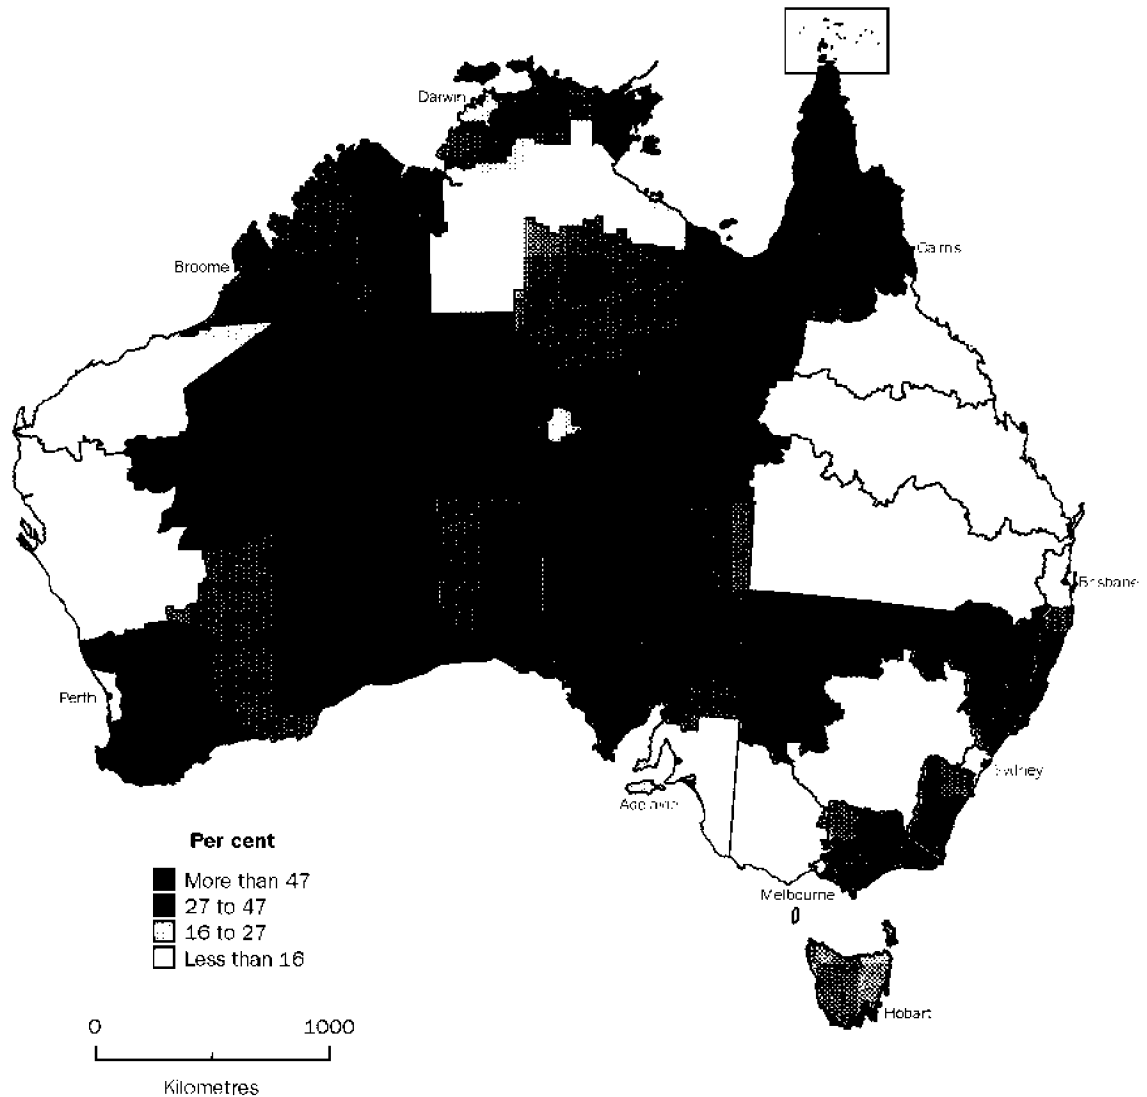 Darwin
Cairns
Broome
Brisbane
Perth
Sydney
Adelaide
Per cent
More than 47
27 to 47
16 to 27
Less than 16
Melbourne
Hobart
0 1000
Kilometres